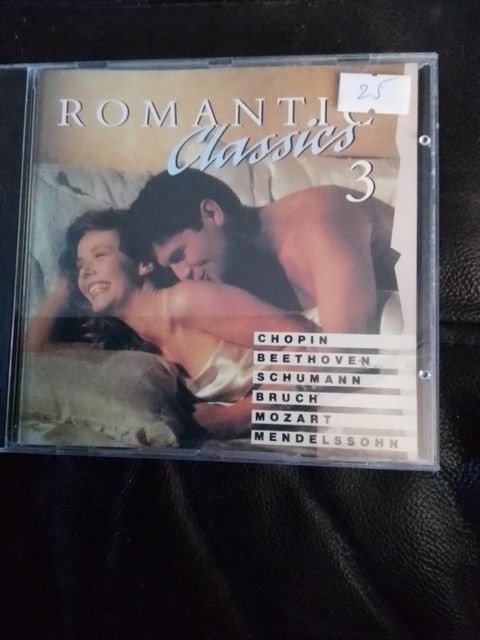 ROMANTIC
25
Classics
3
CHOPIN
BEETHOVEN
SCHUMANN
BRUCH
MOZART
MENDELSSOHN